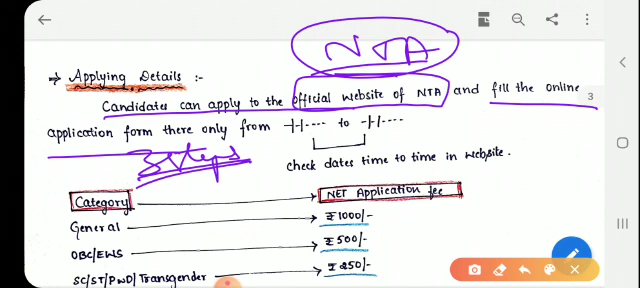 NTA
→ Applying Details :-
Candidates can apply to the official website of NTA and fill the online
3
application form there only from -/-/---- to -/-/----
3 steps
check dates time to time in website.
Category → NET Application fee
General → ₹1000/-
OBC/EWS → ₹500/-
SC/ST/PwD/Transgender → ₹250/-